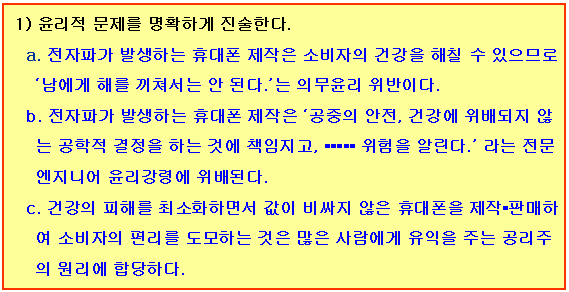 1) 윤리적 문제를 명확하게 진술한다.
a. 전자파가 발생하는 휴대폰 제작은 소비자의 건강을 해칠 수 있으므로
‘남에게 해를 끼쳐서는 안 된다.’는 의무윤리 위반이다.
b. 전자파가 발생하는 휴대폰 제작은 ‘공중의 안전, 건강에 위배되지 않
는 공학적 결정을 하는 것에 책임지고, ▪▪▪▪▪ 위험을 알린다.’ 라는 전문
엔지니어 윤리강령에 위배된다.
c. 건강의 피해를 최소화하면서 값이 비싸지 않은 휴대폰을 제작▪판매하
여 소비자의 편리를 도모하는 것은 많은 사람에게 유익을 주는 공리주
의 원리에 합당하다.